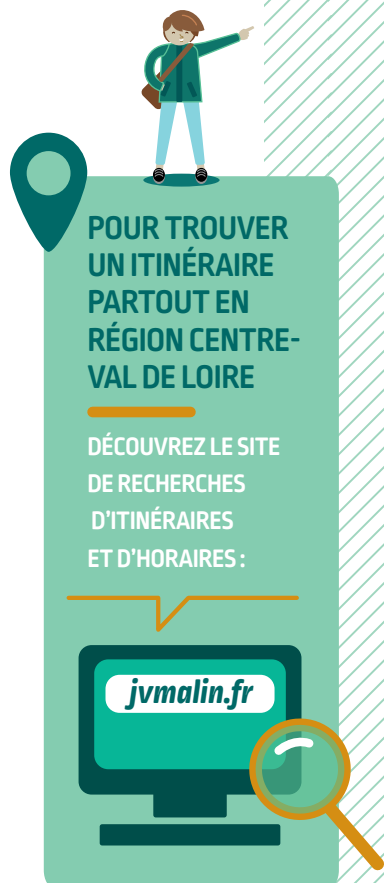 POUR TROUVER
UN ITINÉRAIRE
PARTOUT EN
RÉGION CENTRE-
VAL DE LOIRE
DÉCOUVREZ LE SITE
DE RECHERCHES
D'ITINÉRAIRES
ET D'HORAIRES :
jvmalin.fr